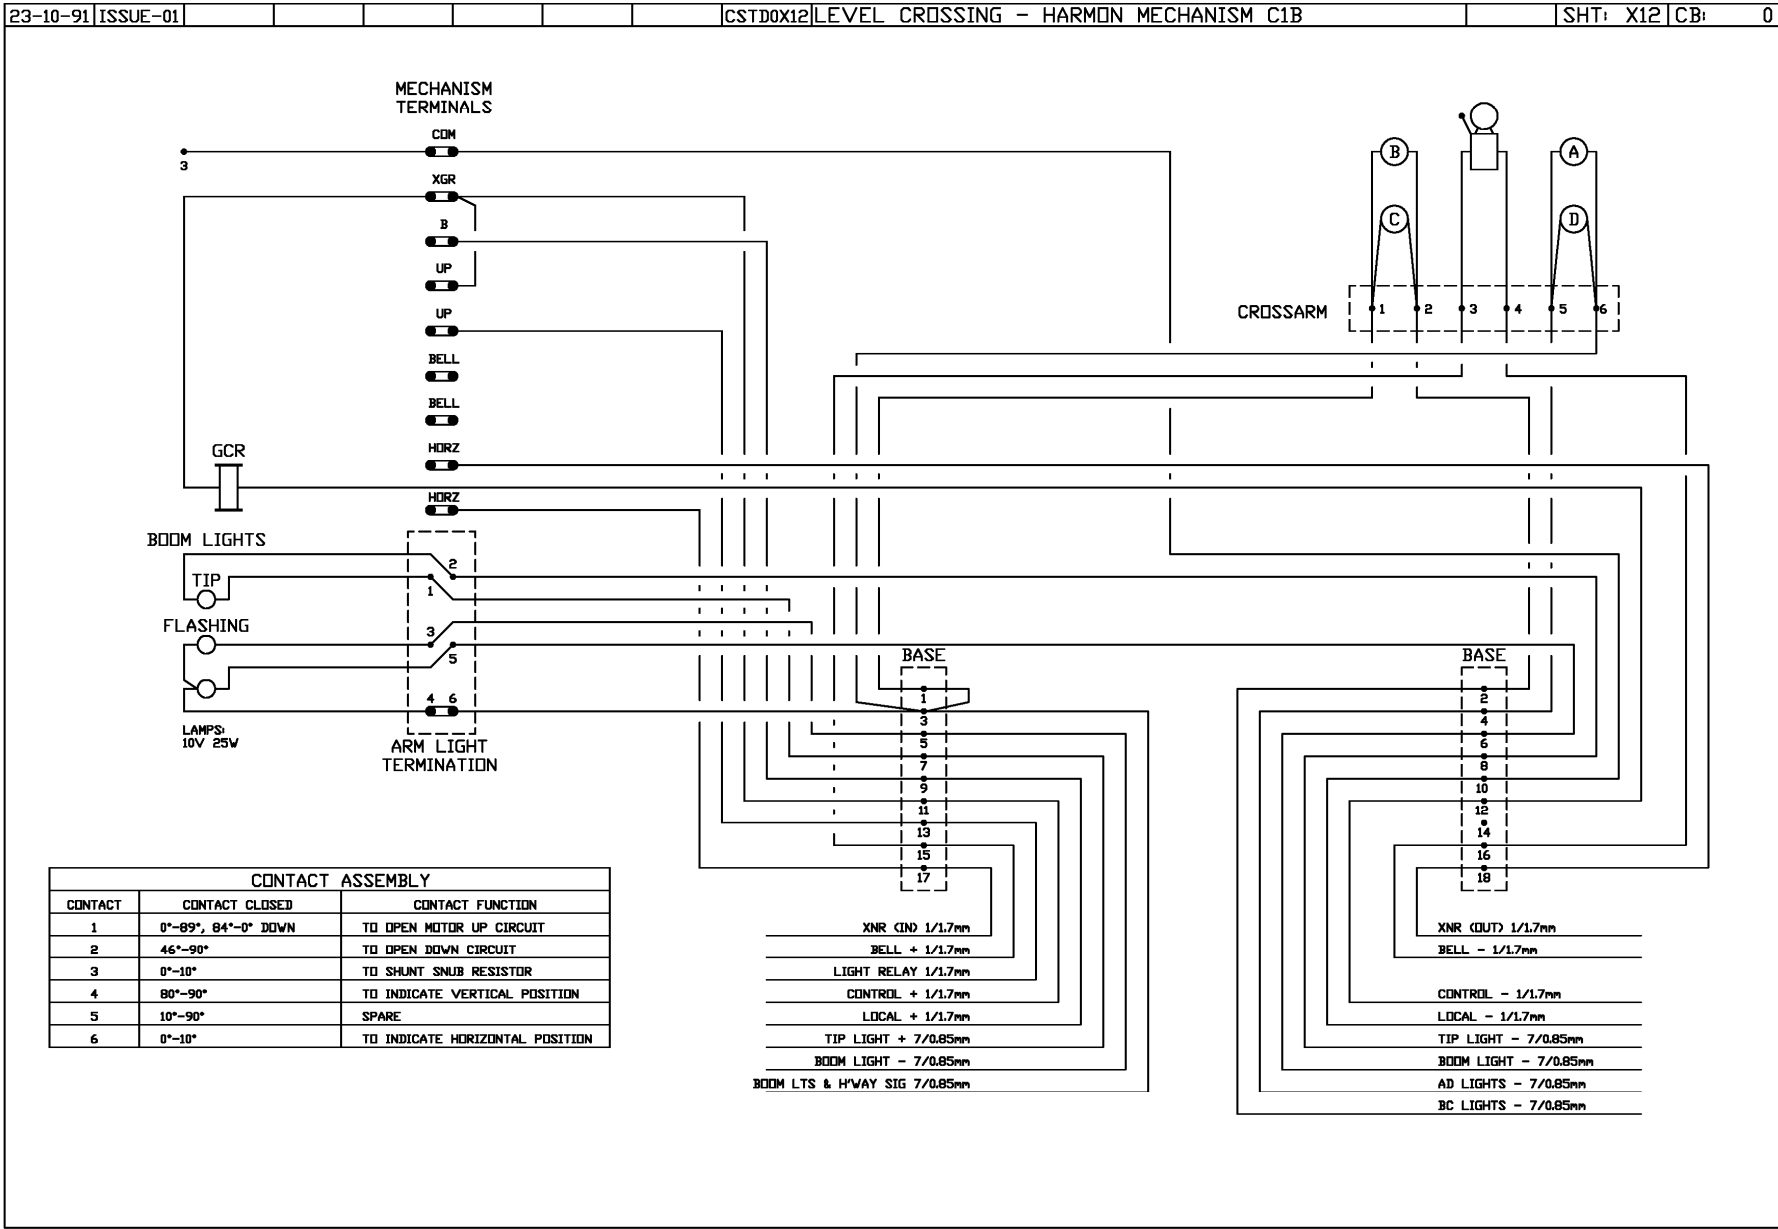 23-10-91 ISSUE-01 CSTD0X12 LEVEL CROSSING - HARMON MECHANISM C1B SHT: X12 CB: 0
MECHANISM
TERMINALS
COM
3
XGR
B
UP
UP
BELL
BELL
HORZ
HORZ
GCR
B
A
C
D
CROSSARM
1 2 3 4 5 6
BOOM LIGHTS
TIP
FLASHING
2
1
3
5
4 6
LAMPS:
10V 25W
ARM LIGHT
TERMINATION
BASE
1
3
5
7
9
11
13
15
17
BASE
2
4
6
8
10
12
14
16
18
CONTACT ASSEMBLY
CONTACT CONTACT CLOSED CONTACT FUNCTION
1 0°-89°, 84°-0° DOWN TO OPEN MOTOR UP CIRCUIT
2 46°-90° TO OPEN DOWN CIRCUIT
3 0°-10° TO SHUNT SNUB RESISTOR
4 80°-90° TO INDICATE VERTICAL POSITION
5 10°-90° SPARE
6 0°-10° TO INDICATE HORIZONTAL POSITION
XNR (IN) 1/1.7mm
BELL + 1/1.7mm
LIGHT RELAY 1/1.7mm
CONTROL + 1/1.7mm
LOCAL + 1/1.7mm
TIP LIGHT + 7/0.85mm
BOOM LIGHT - 7/0.85mm
BOOM LTS & H'WAY SIG 7/0.85mm
XNR (OUT) 1/1.7mm
BELL - 1/1.7mm
CONTROL - 1/1.7mm
LOCAL - 1/1.7mm
TIP LIGHT - 7/0.85mm
BOOM LIGHT - 7/0.85mm
AD LIGHTS - 7/0.85mm
BC LIGHTS - 7/0.85mm